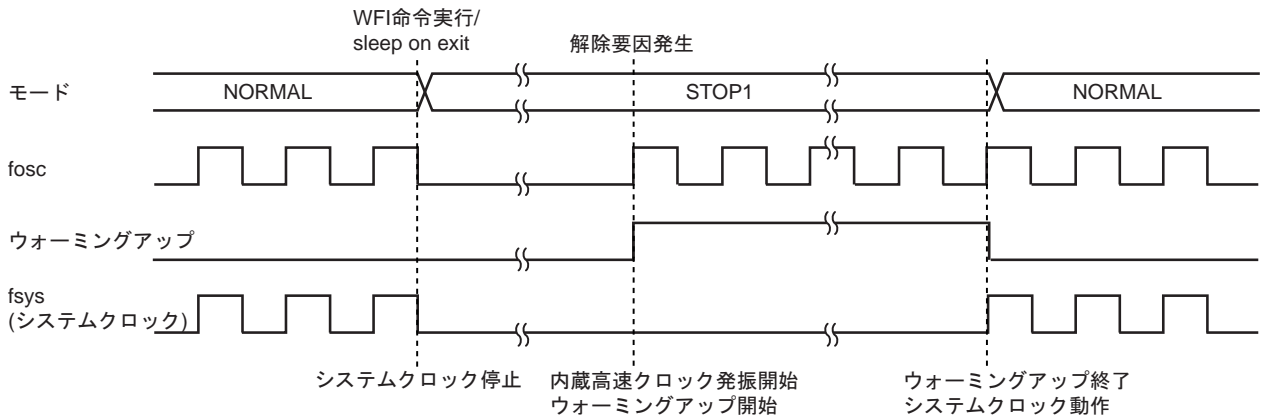 WFI命令実行/
sleep on exit
解除要因発生
モード
NORMAL
STOP1
NORMAL
fosc
ウォーミングアップ
fsys
(システムクロック)
システムクロック停止
内蔵高速クロック発振開始
ウォーミングアップ開始
ウォーミングアップ終了
システムクロック動作